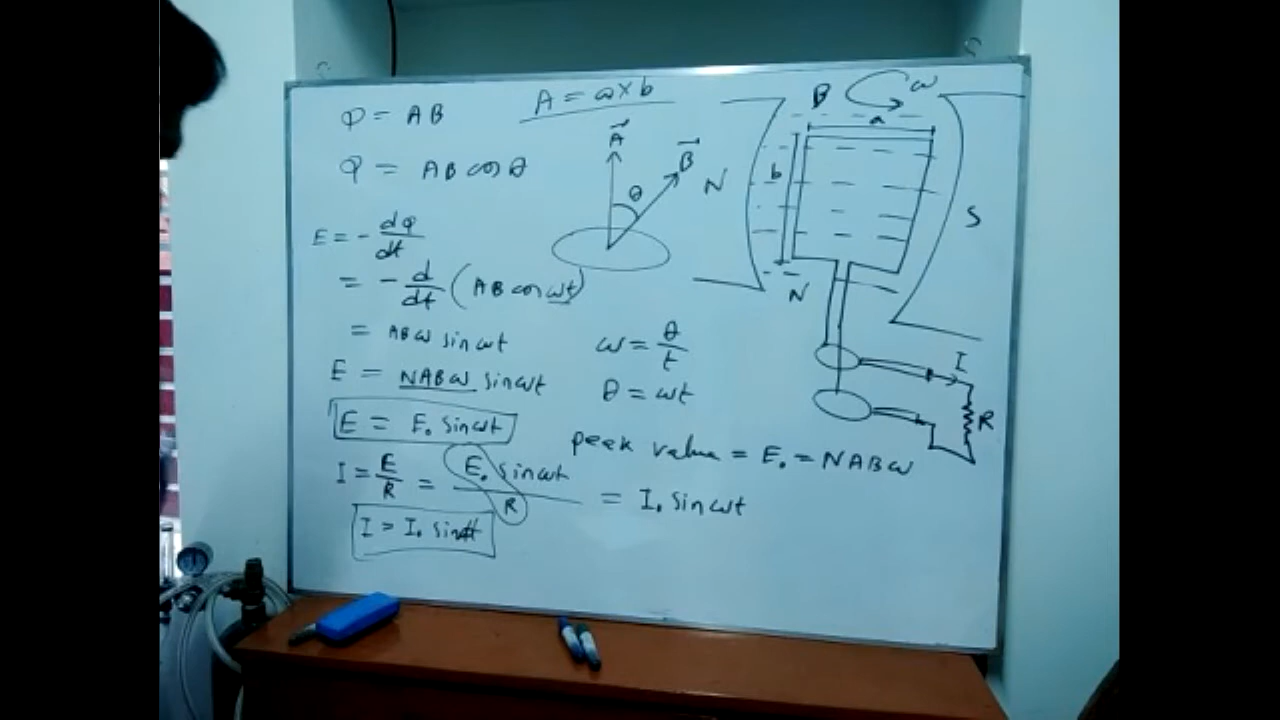 φ = AB
A = a×b
φ = AB cos θ
E = - dφ/dt
= - d/dt (AB cos ωt)
= ABω sin ωt
E = NABω sin ωt
E = E₀ sin ωt
I = E/R = E₀ sin ωt / R = I₀ sin ωt
I = I₀ sin ωt
A⃗
B⃗
θ
ω = θ/t
θ = ωt
peak value = E₀ = NABω
B
ω
a
b
N
S
N
I
R